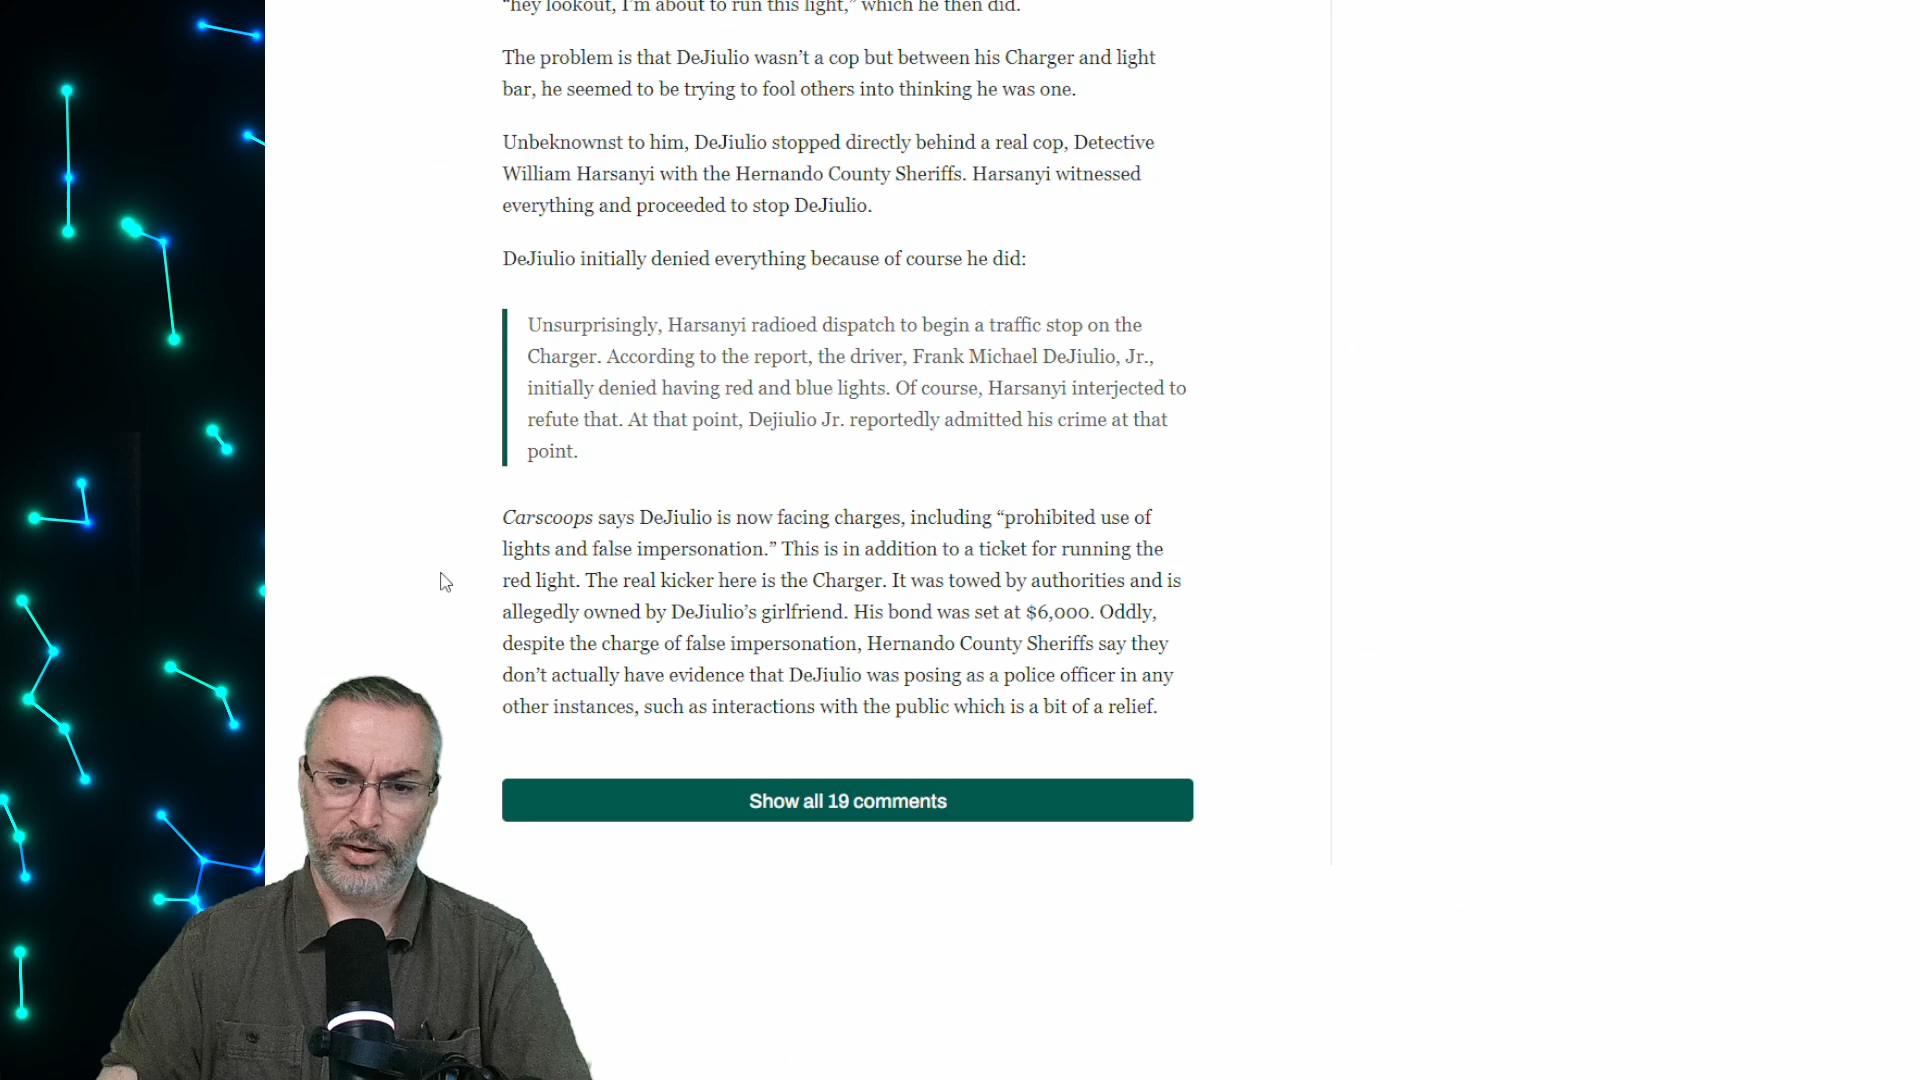 "hey lookout, I'm about to run this light," which he then did.
The problem is that DeJiulio wasn't a cop but between his Charger and light
bar, he seemed to be trying to fool others into thinking he was one.
Unbeknownst to him, DeJiulio stopped directly behind a real cop, Detective
William Harsanyi with the Hernando County Sheriffs. Harsanyi witnessed
everything and proceeded to stop DeJiulio.
DeJiulio initially denied everything because of course he did:
Unsurprisingly, Harsanyi radioed dispatch to begin a traffic stop on the
Charger. According to the report, the driver, Frank Michael DeJiulio, Jr.,
initially denied having red and blue lights. Of course, Harsanyi interjected to
refute that. At that point, Dejiulio Jr. reportedly admitted his crime at that
point.
Carscoops says DeJiulio is now facing charges, including “prohibited use of
lights and false impersonation.” This is in addition to a ticket for running the
red light. The real kicker here is the Charger. It was towed by authorities and is
allegedly owned by DeJiulio’s girlfriend. His bond was set at $6,000. Oddly,
despite the charge of false impersonation, Hernando County Sheriffs say they
don’t actually have evidence that DeJiulio was posing as a police officer in any
other instances, such as interactions with the public which is a bit of a relief.
Show all 19 comments